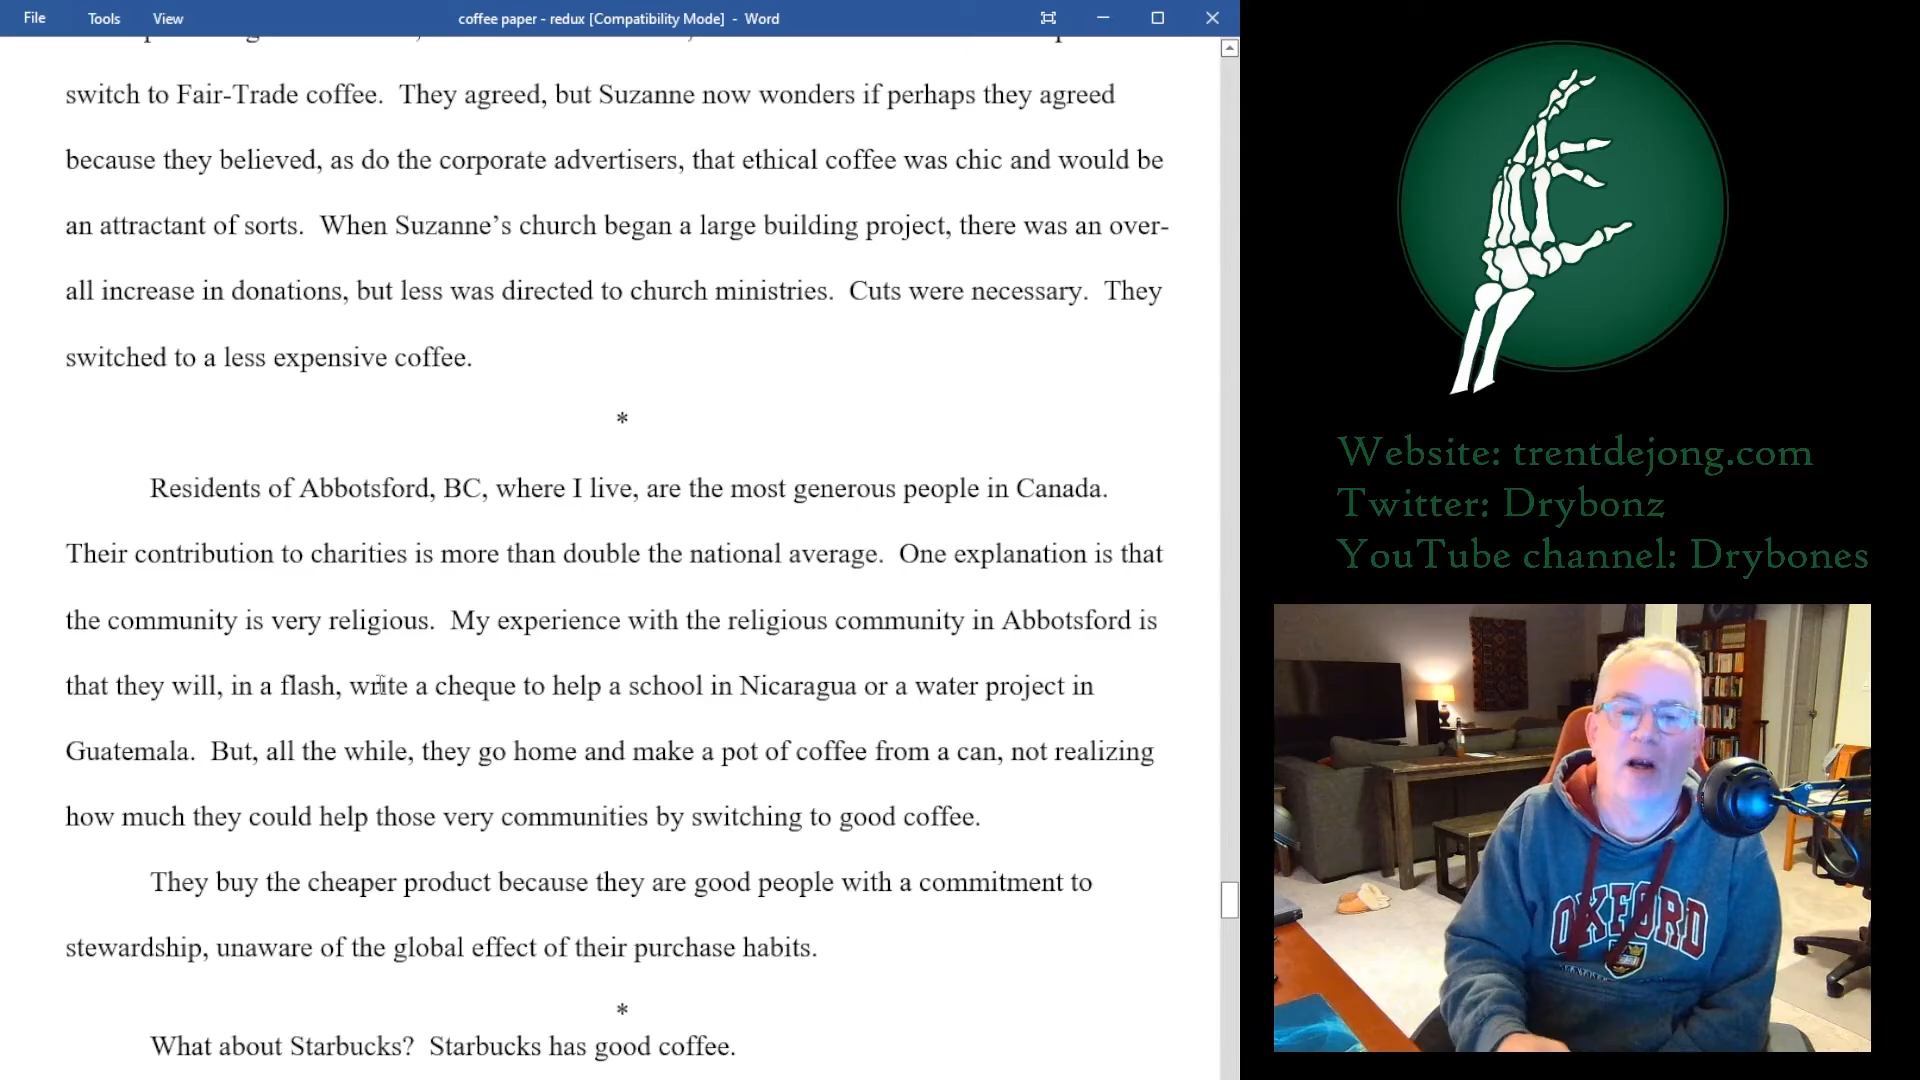 File Tools View coffee paper - redux [Compatibility Mode] - Word
switch to Fair-Trade coffee. They agreed, but Suzanne now wonders if perhaps they agreed
because they believed, as do the corporate advertisers, that ethical coffee was chic and would be
an attractant of sorts. When Suzanne’s church began a large building project, there was an over-
all increase in donations, but less was directed to church ministries. Cuts were necessary. They
switched to a less expensive coffee.
*
Residents of Abbotsford, BC, where I live, are the most generous people in Canada.
Their contribution to charities is more than double the national average. One explanation is that
the community is very religious. My experience with the religious community in Abbotsford is
that they will, in a flash, write a cheque to help a school in Nicaragua or a water project in
Guatemala. But, all the while, they go home and make a pot of coffee from a can, not realizing
how much they could help those very communities by switching to good coffee.
They buy the cheaper product because they are good people with a commitment to
stewardship, unaware of the global effect of their purchase habits.
*
What about Starbucks? Starbucks has good coffee.
Website: trentdejong.com
Twitter: Drybonz
YouTube channel: Drybones
OXFORD